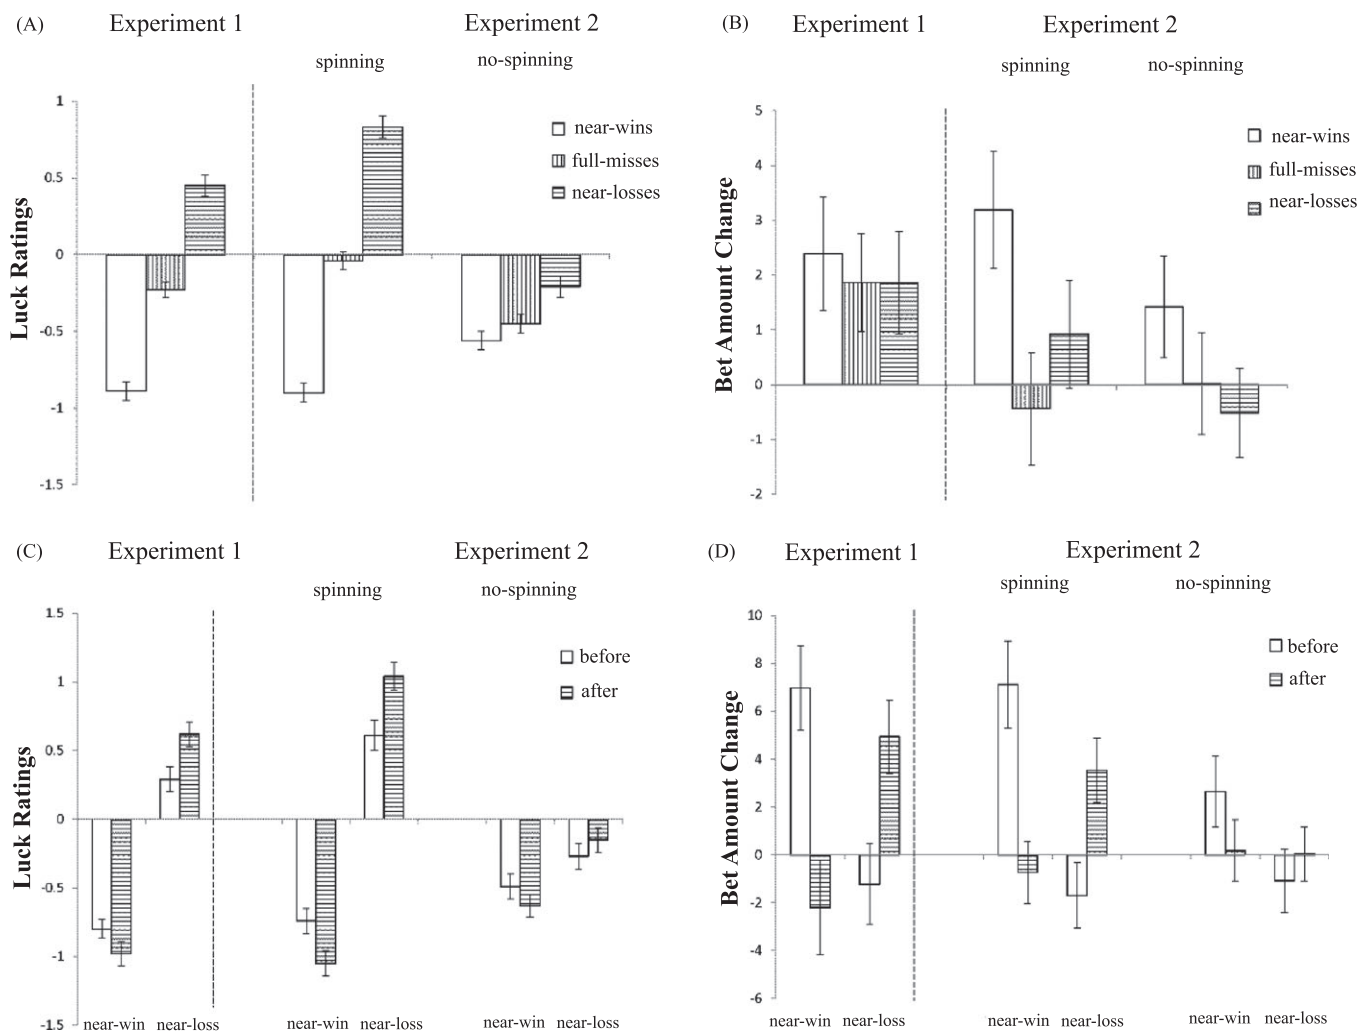 (A) Experiment 1 Experiment 2
spinning no-spinning
1
0.5
0
-0.5
-1
-1.5
Luck Ratings
near-wins
full-misses
near-losses
(B) Experiment 1 Experiment 2
spinning no-spinning
5
4
3
2
1
0
-1
-2
Bet Amount Change
near-wins
full-misses
near-losses
(C) Experiment 1 Experiment 2
spinning no-spinning
1.5
1
0.5
0
-0.5
-1
-1.5
Luck Ratings
before
after
near-win near-loss near-win near-loss near-win near-loss
(D) Experiment 1 Experiment 2
spinning no-spinning
10
8
6
4
2
0
-2
-4
-6
Bet Amount Change
before
after
near-win near-loss near-win near-loss near-win near-loss